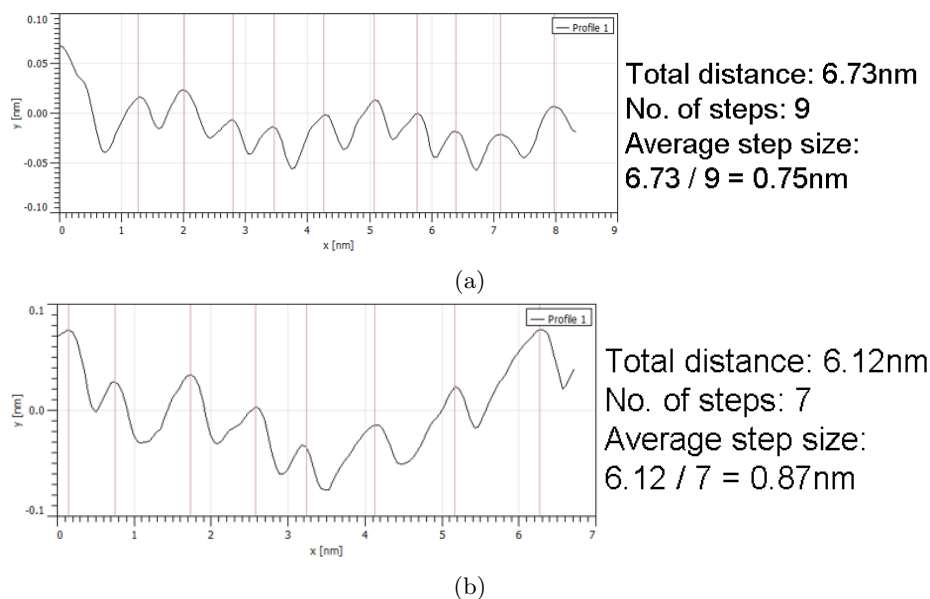 0.10
0.05
0.00
-0.05
-0.10
y [nm]
Profile 1
0 1 2 3 4 5 6 7 8 9
x [nm]
Total distance: 6.73nm
No. of steps: 9
Average step size:
6.73 / 9 = 0.75nm
(a)
0.1
0.0
-0.1
y [nm]
Profile 1
0 1 2 3 4 5 6 7
x [nm]
Total distance: 6.12nm
No. of steps: 7
Average step size:
6.12 / 7 = 0.87nm
(b)